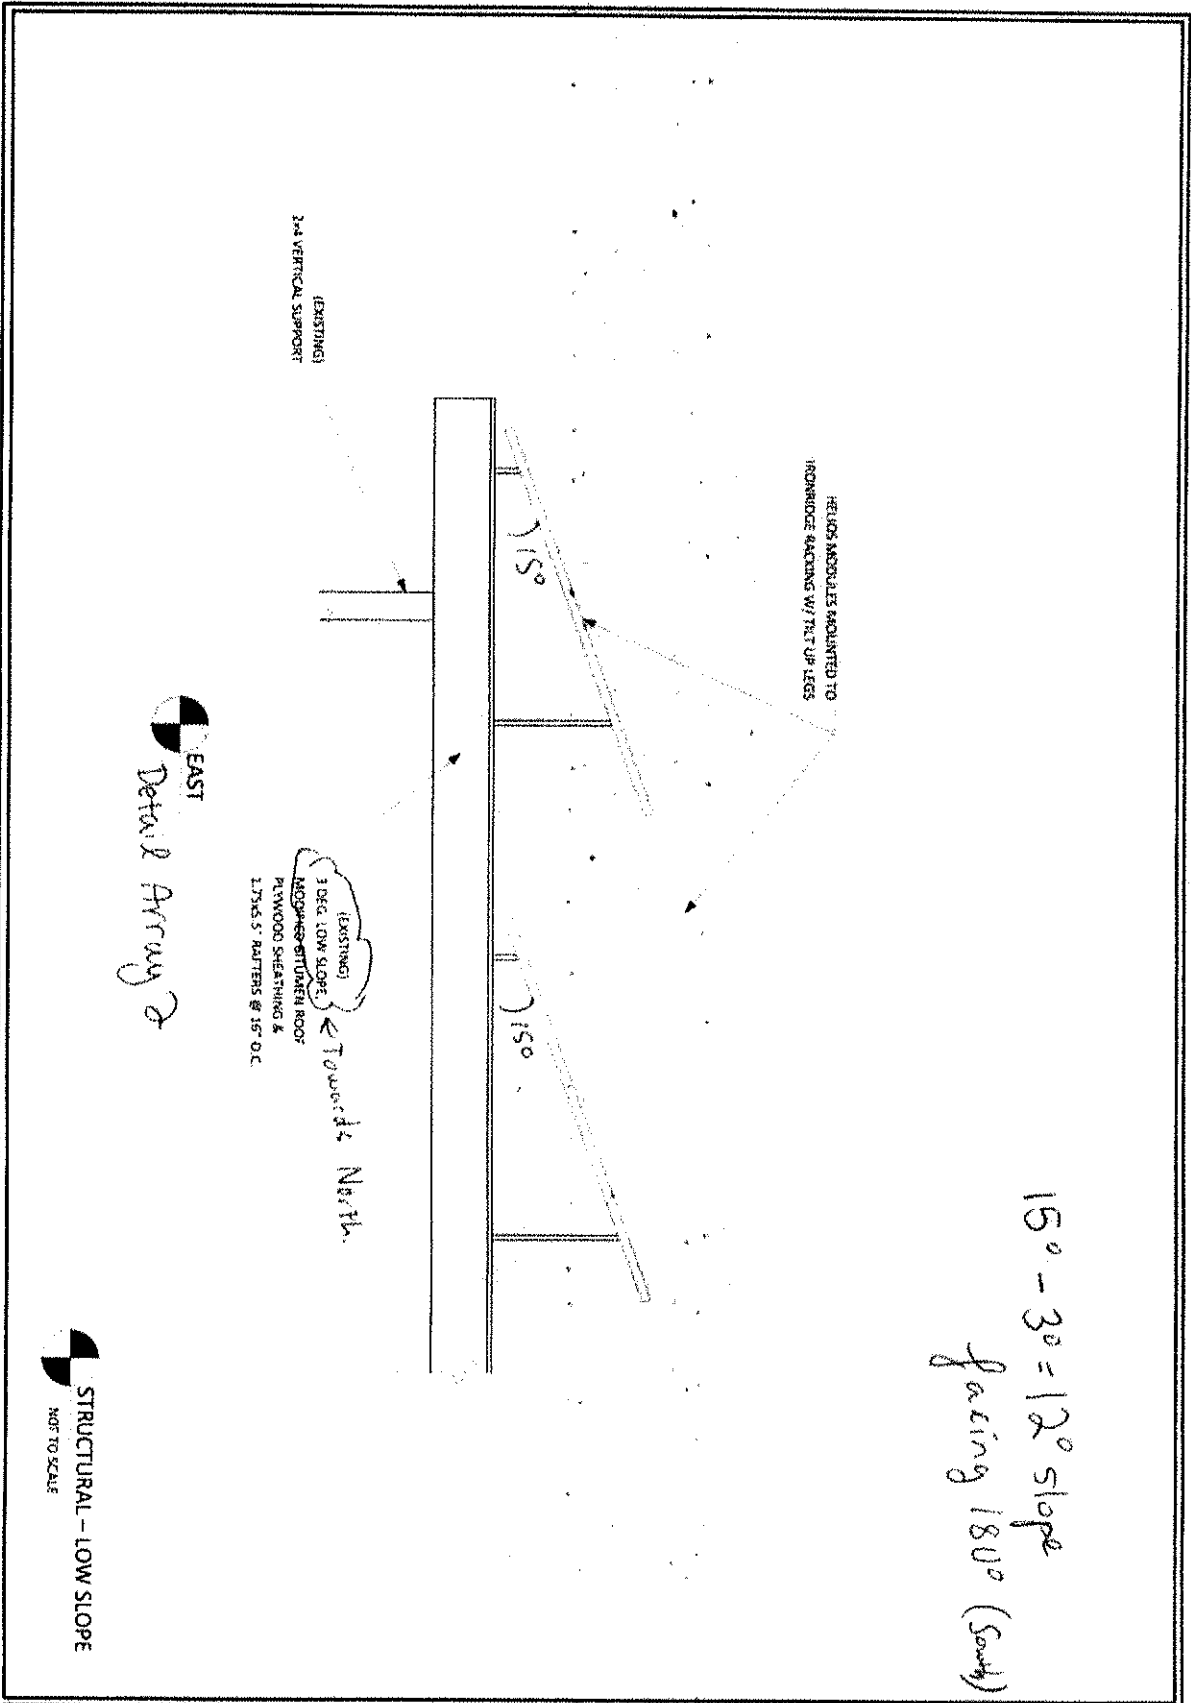 15° - 3° = 12° slope
facing 180° (South)
HELIOS MODULES MOUNTED TO
IRONRIDGE RACKING W/ TILT UP LEGS
15°
15°
(EXISTING)
2x4 VERTICAL SUPPORT
(EXISTING)
3 DEG. LOW SLOPE, ← Towards North.
MODIFIED BITUMEN ROOF
PLYWOOD SHEATHING &
1.75x5.5" RAFTERS @ 16" O.C.
EAST
Detail Array 2
STRUCTURAL – LOW SLOPE
NOT TO SCALE